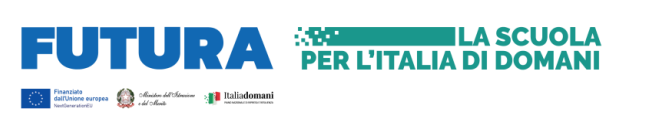 FUTURA
LA SCUOLA
PER L'ITALIA DI DOMANI
Finanziato
dall'Unione europea
NextGenerationEU
Ministero dell'Istruzione
e del Merito
Italiadomani